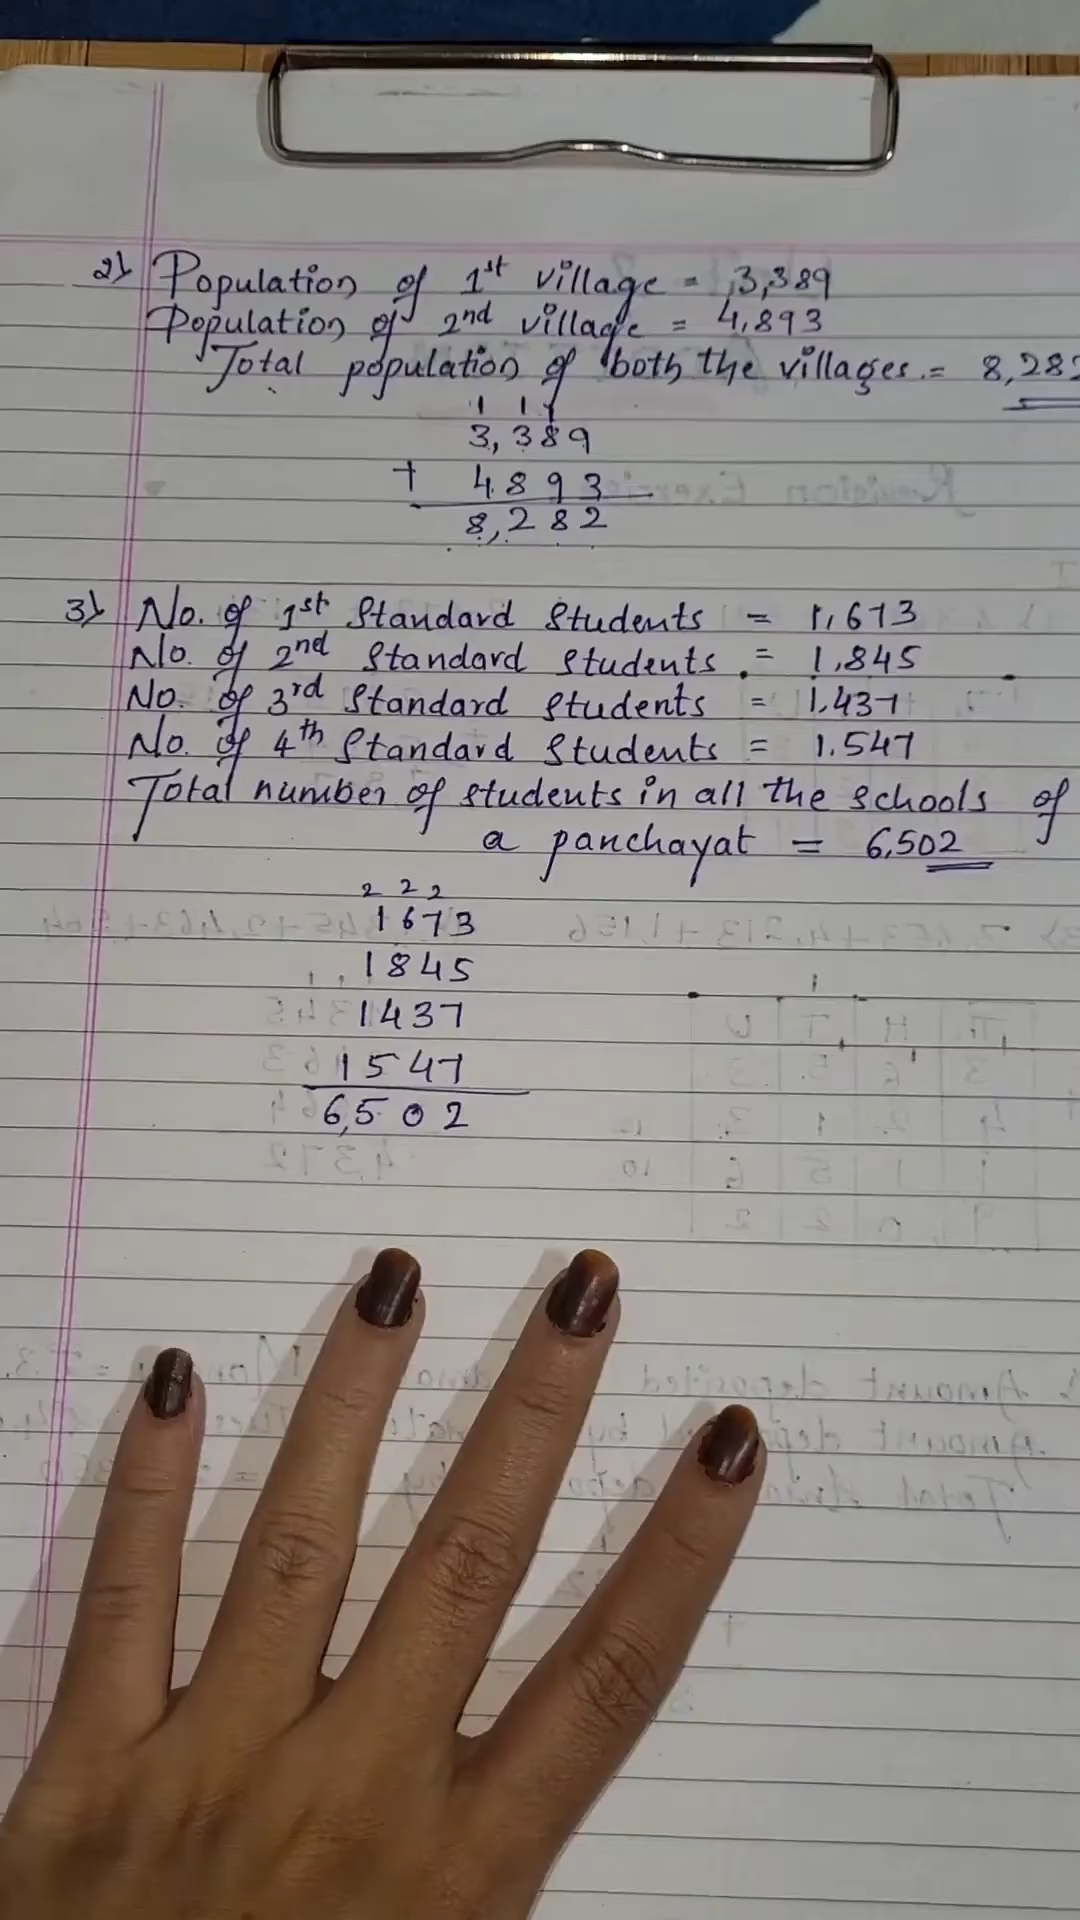 2) Population of 1st village = 3,389
Population of 2nd village = 4,893
Total population of both the villages = 8,282
1 1 1
3,389
+ 4893
8,282
3) No. of 1st Standard Students = 1,673
No. of 2nd Standard Students = 1,845
No. of 3rd Standard Students = 1,437
No. of 4th Standard Students = 1,547
Total number of students in all the schools of
a panchayat = 6,502
2 2 2
1673
1845
1437
1547
6,502